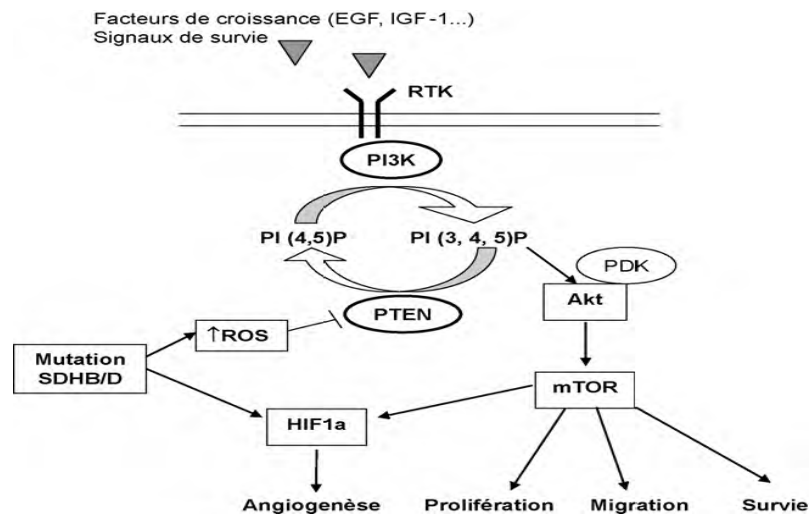 Facteurs de croissance (EGF, IGF-1...)
Signaux de survie
RTK
PI3K
PI (4,5)P
PI (3, 4, 5)P
PDK
Akt
PTEN
↑ROS
Mutation
SDHB/D
mTOR
HIF1a
Angiogenèse
Prolifération
Migration
Survie